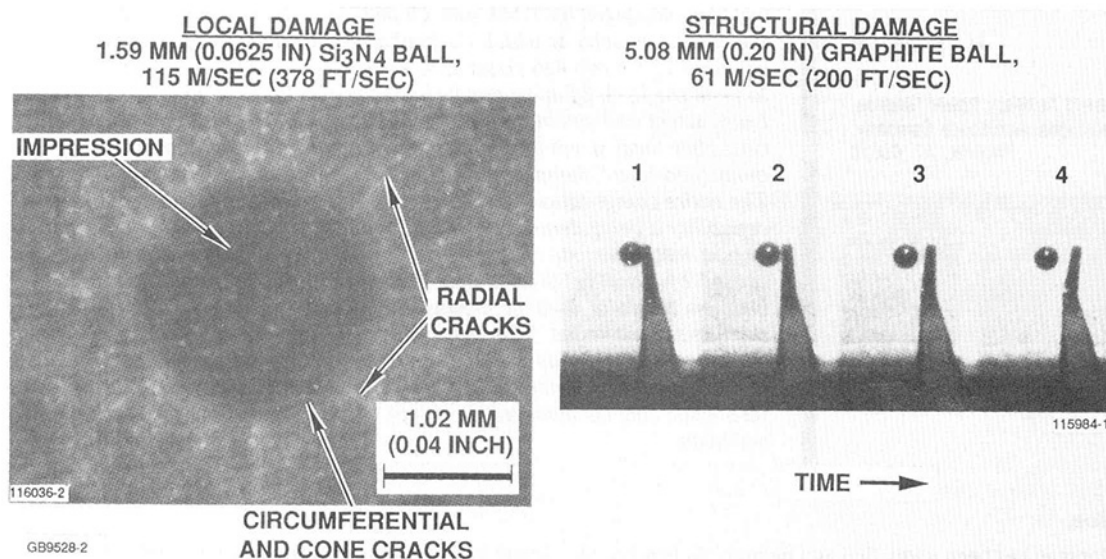 LOCAL DAMAGE
1.59 MM (0.0625 IN) Si3N4 BALL,
115 M/SEC (378 FT/SEC)
IMPRESSION
RADIAL
CRACKS
1.02 MM
(0.04 INCH)
116036-2
CIRCUMFERENTIAL
AND CONE CRACKS
GB9528-2
STRUCTURAL DAMAGE
5.08 MM (0.20 IN) GRAPHITE BALL,
61 M/SEC (200 FT/SEC)
1 2 3 4
115984-1
TIME